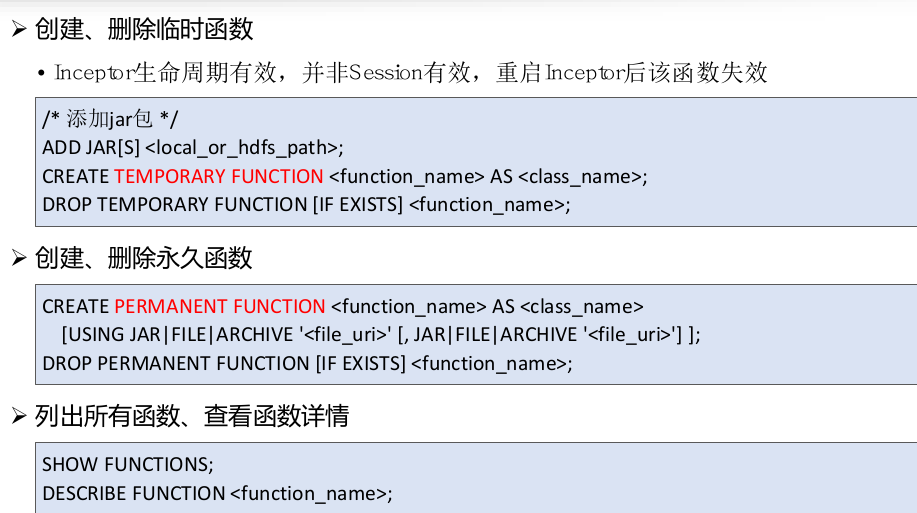 ➢ 创建、删除临时函数
• Inceptor生命周期有效，并非Session有效，重启Inceptor后该函数失效
/* 添加jar包 */
ADD JAR[S] <local_or_hdfs_path>;
CREATE TEMPORARY FUNCTION <function_name> AS <class_name>;
DROP TEMPORARY FUNCTION [IF EXISTS] <function_name>;
➢ 创建、删除永久函数
CREATE PERMANENT FUNCTION <function_name> AS <class_name>
[USING JAR|FILE|ARCHIVE '<file_uri>' [, JAR|FILE|ARCHIVE '<file_uri>'] ];
DROP PERMANENT FUNCTION [IF EXISTS] <function_name>;
➢ 列出所有函数、查看函数详情
SHOW FUNCTIONS;
DESCRIBE FUNCTION <function_name>;